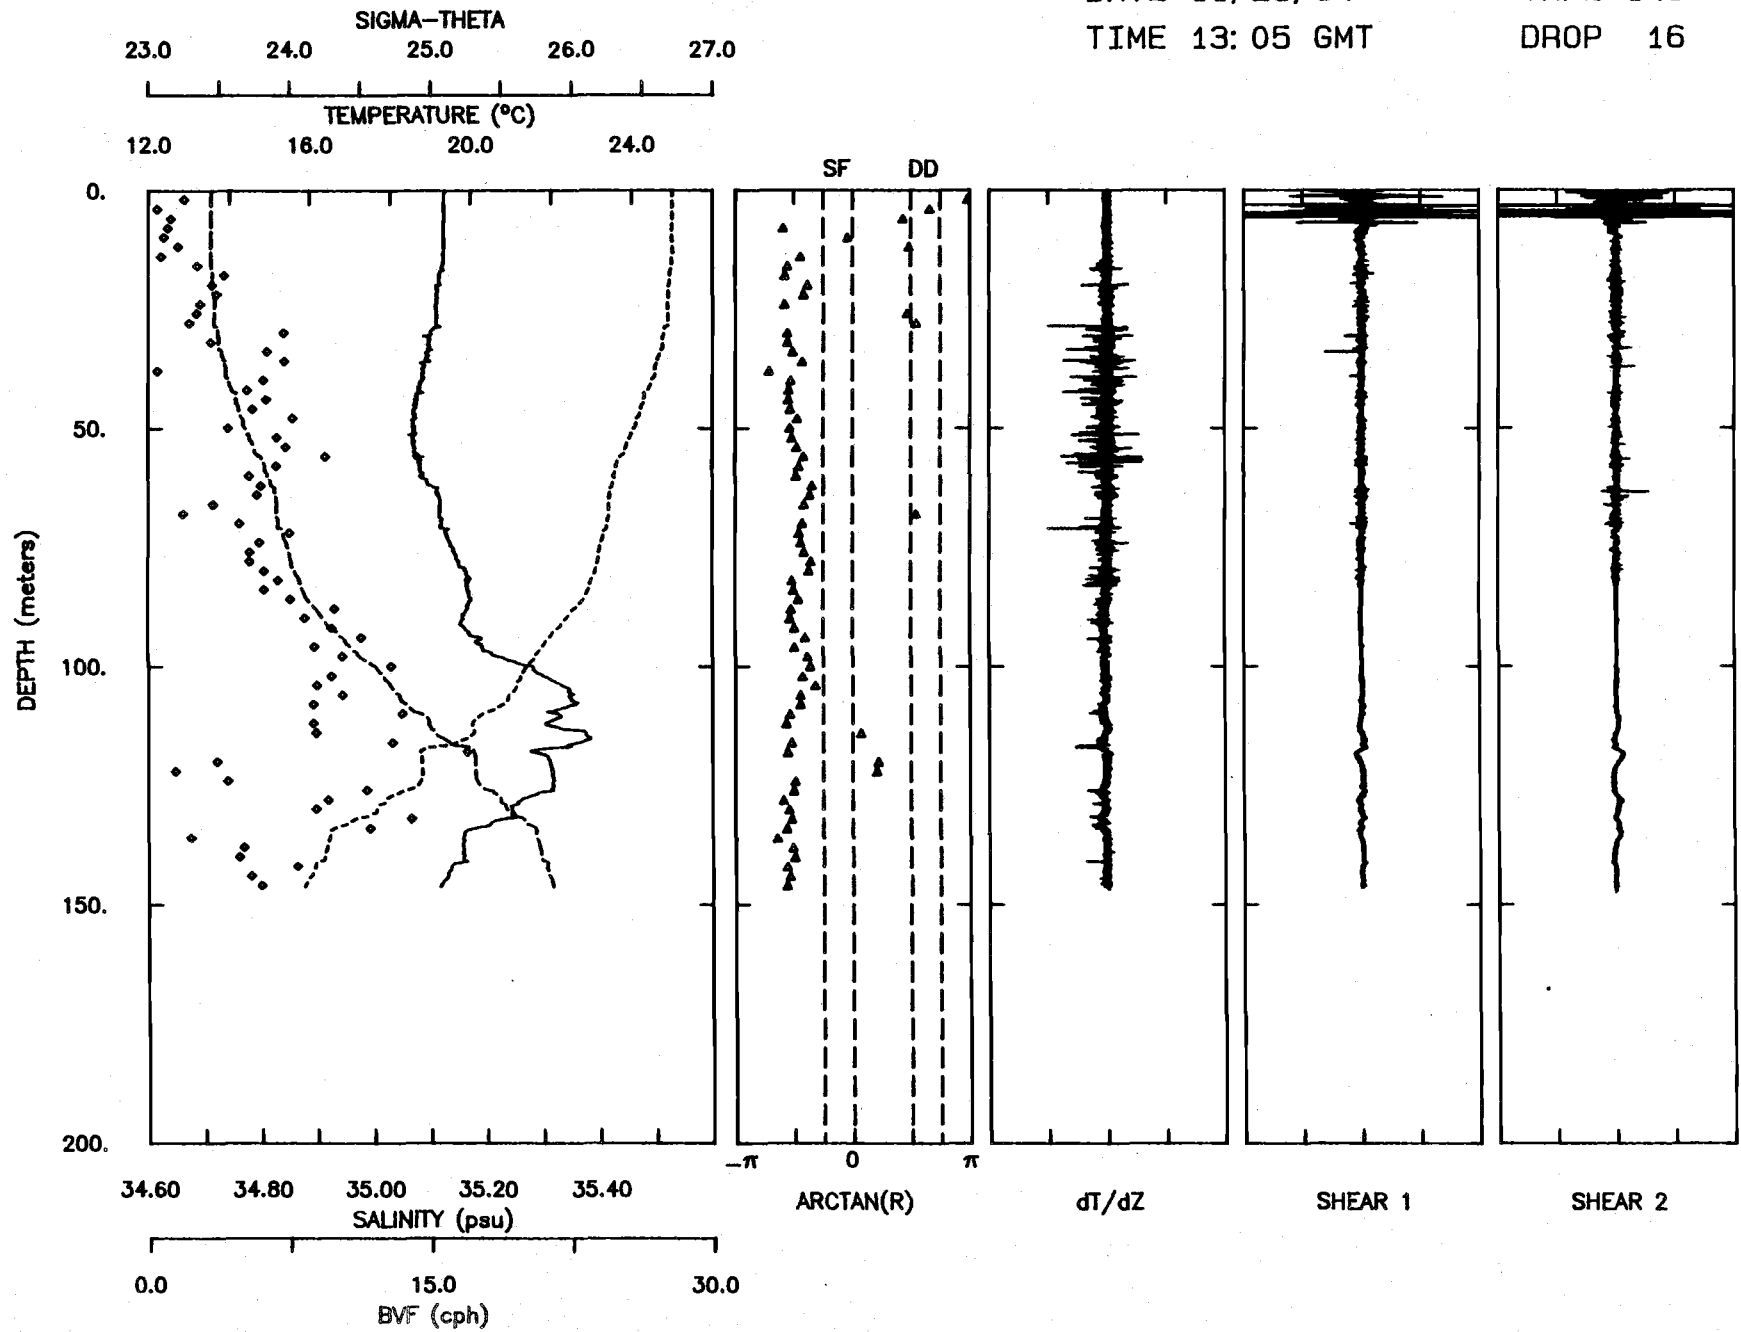 SIGMA-THETA
23.0 24.0 25.0 26.0 27.0
TIME 13:05 GMT DROP 16
TEMPERATURE (°C)
12.0 16.0 20.0 24.0
SF DD
0.
50.
100.
150.
200.
DEPTH (meters)
-π 0 π
34.60 34.80 35.00 35.20 35.40
SALINITY (psu)
ARCTAN(R) dT/dZ SHEAR 1 SHEAR 2
0.0 15.0 30.0
BVF (cph)